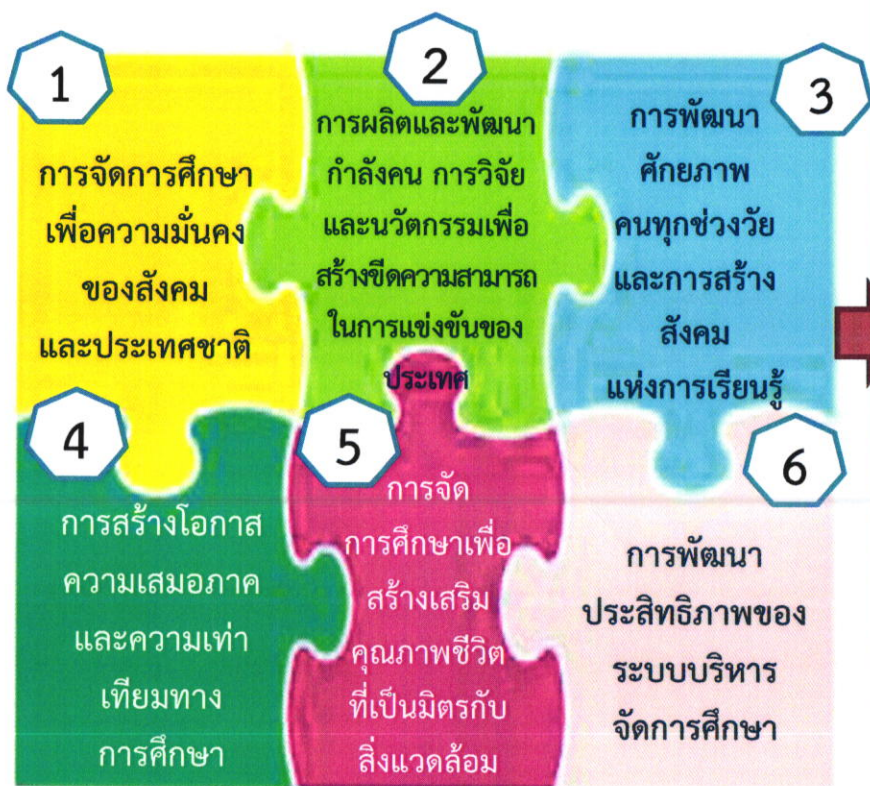 1
การจัดการศึกษา
เพื่อความมั่นคง
ของสังคม
และประเทศชาติ
2
การผลิตและพัฒนา
กำลังคน การวิจัย
และนวัตกรรมเพื่อ
สร้างขีดความสามารถ
ในการแข่งขันของ
ประเทศ
3
การพัฒนา
ศักยภาพ
คนทุกช่วงวัย
และการสร้าง
สังคม
แห่งการเรียนรู้
4
การสร้างโอกาส
ความเสมอภาค
และความเท่า
เทียมทาง
การศึกษา
5
การจัด
การศึกษาเพื่อ
สร้างเสริม
คุณภาพชีวิต
ที่เป็นมิตรกับ
สิ่งแวดล้อม
6
การพัฒนา
ประสิทธิภาพของ
ระบบบริหาร
จัดการศึกษา